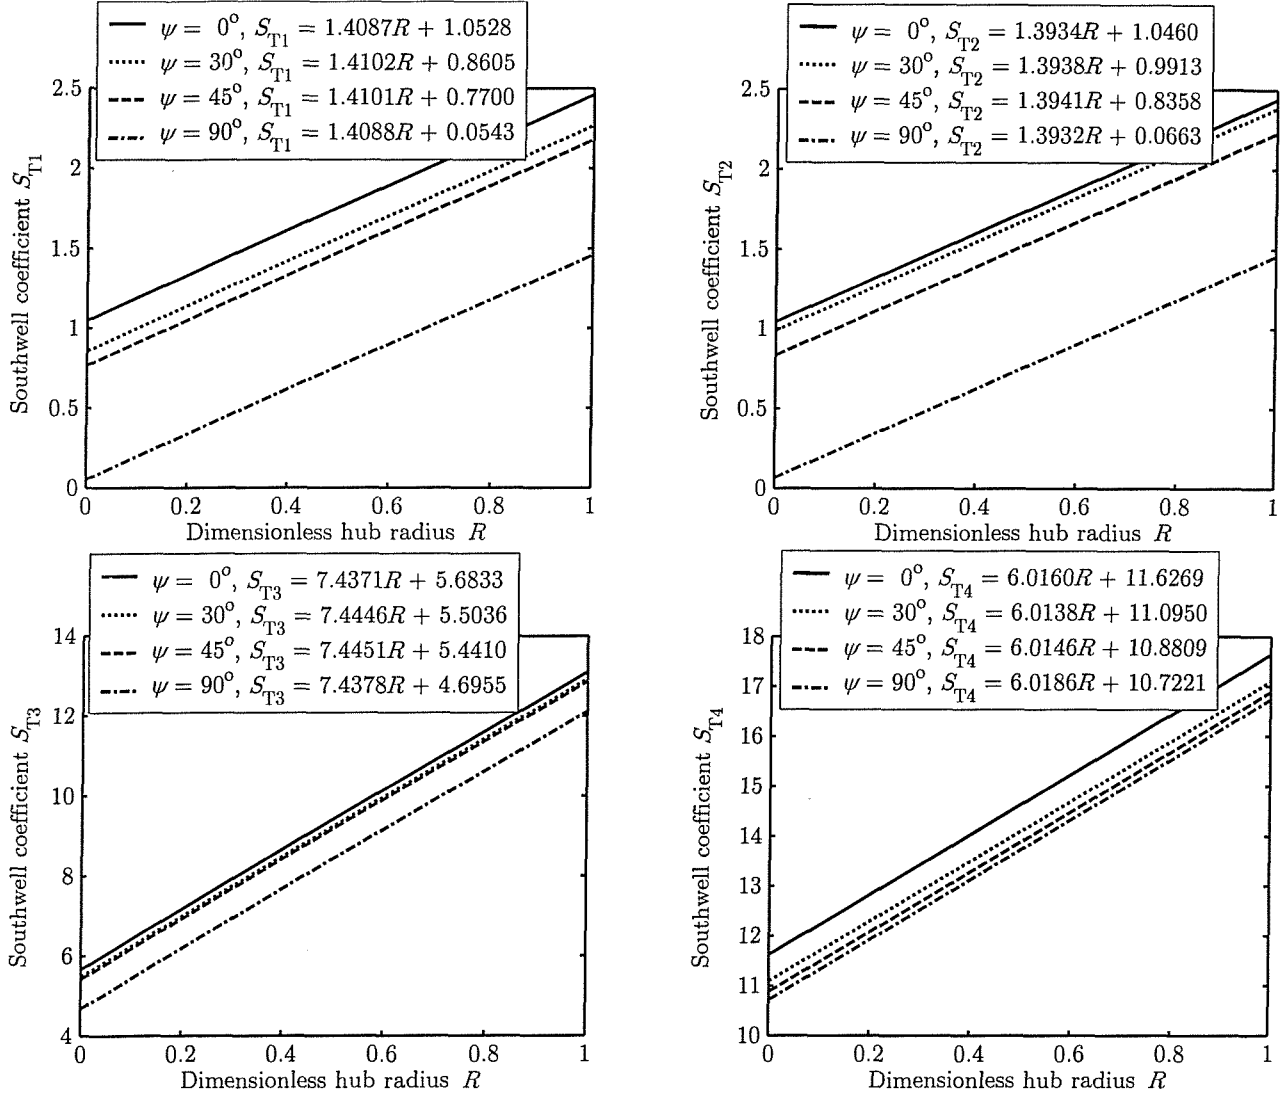 ψ = 0°, S_T1 = 1.4087R + 1.0528
ψ = 30°, S_T1 = 1.4102R + 0.8605
ψ = 45°, S_T1 = 1.4101R + 0.7700
ψ = 90°, S_T1 = 1.4088R + 0.0543
2.5
2
1.5
1
0.5
0
Southwell coefficient S_T1
0 0.2 0.4 0.6 0.8 1
Dimensionless hub radius R
ψ = 0°, S_T2 = 1.3934R + 1.0460
ψ = 30°, S_T2 = 1.3938R + 0.9913
ψ = 45°, S_T2 = 1.3941R + 0.8358
ψ = 90°, S_T2 = 1.3932R + 0.0663
2.5
2
1.5
1
0.5
0
Southwell coefficient S_T2
0 0.2 0.4 0.6 0.8 1
Dimensionless hub radius R
ψ = 0°, S_T3 = 7.4371R + 5.6833
ψ = 30°, S_T3 = 7.4446R + 5.5036
ψ = 45°, S_T3 = 7.4451R + 5.4410
ψ = 90°, S_T3 = 7.4378R + 4.6955
14
12
10
8
6
4
Southwell coefficient S_T3
0 0.2 0.4 0.6 0.8 1
Dimensionless hub radius R
ψ = 0°, S_T4 = 6.0160R + 11.6269
ψ = 30°, S_T4 = 6.0138R + 11.0950
ψ = 45°, S_T4 = 6.0146R + 10.8809
ψ = 90°, S_T4 = 6.0186R + 10.7221
18
17
16
15
14
13
12
11
10
Southwell coefficient S_T4
0 0.2 0.4 0.6 0.8 1
Dimensionless hub radius R